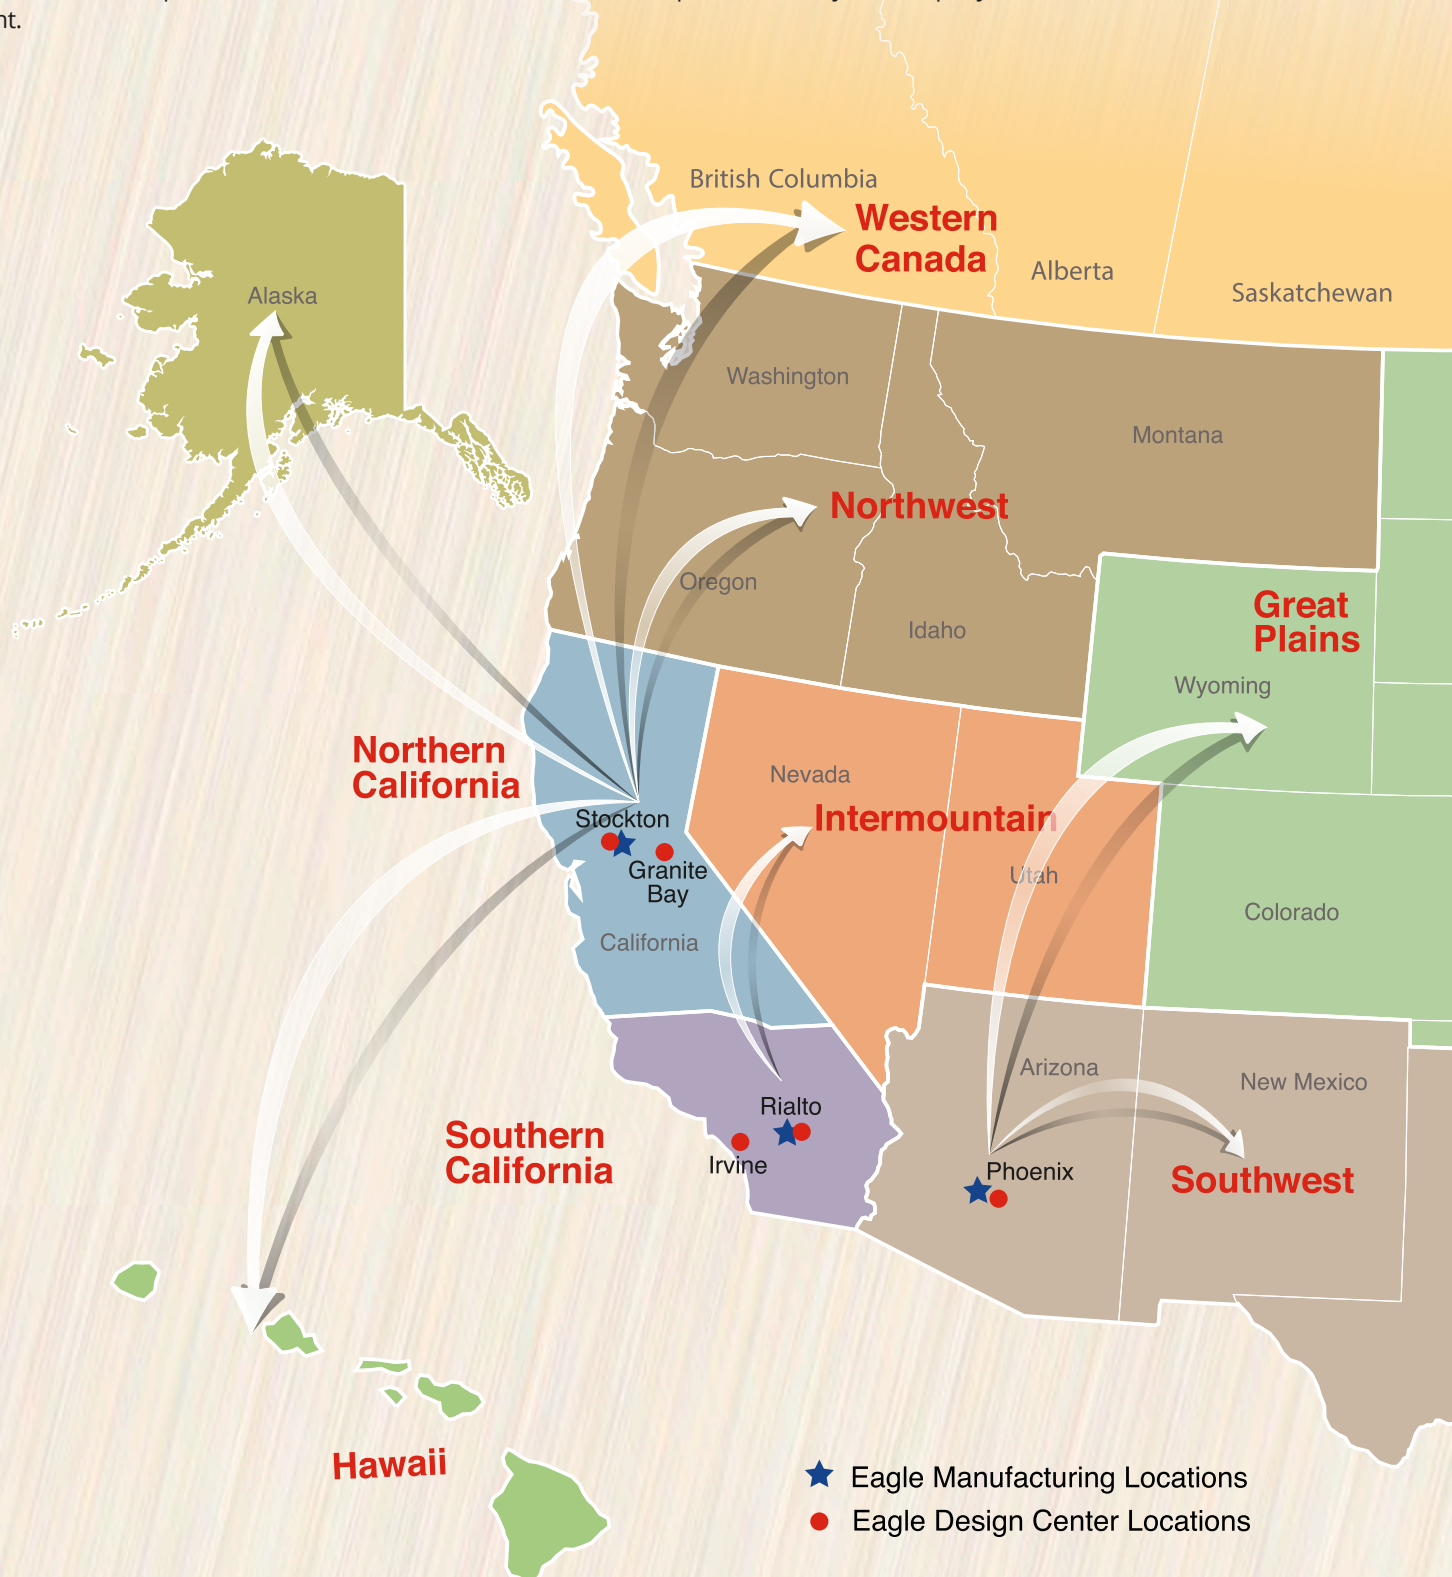 nt.
British Columbia
Western
Canada
Alberta
Saskatchewan
Alaska
Washington
Montana
Northwest
Oregon
Idaho
Great
Plains
Wyoming
Northern
California
Nevada
Intermountain
Stockton
Granite
Bay
Utah
Colorado
California
Arizona
New Mexico
Rialto
Southern
California
Irvine
Phoenix
Southwest
Hawaii
Eagle Manufacturing Locations
Eagle Design Center Locations